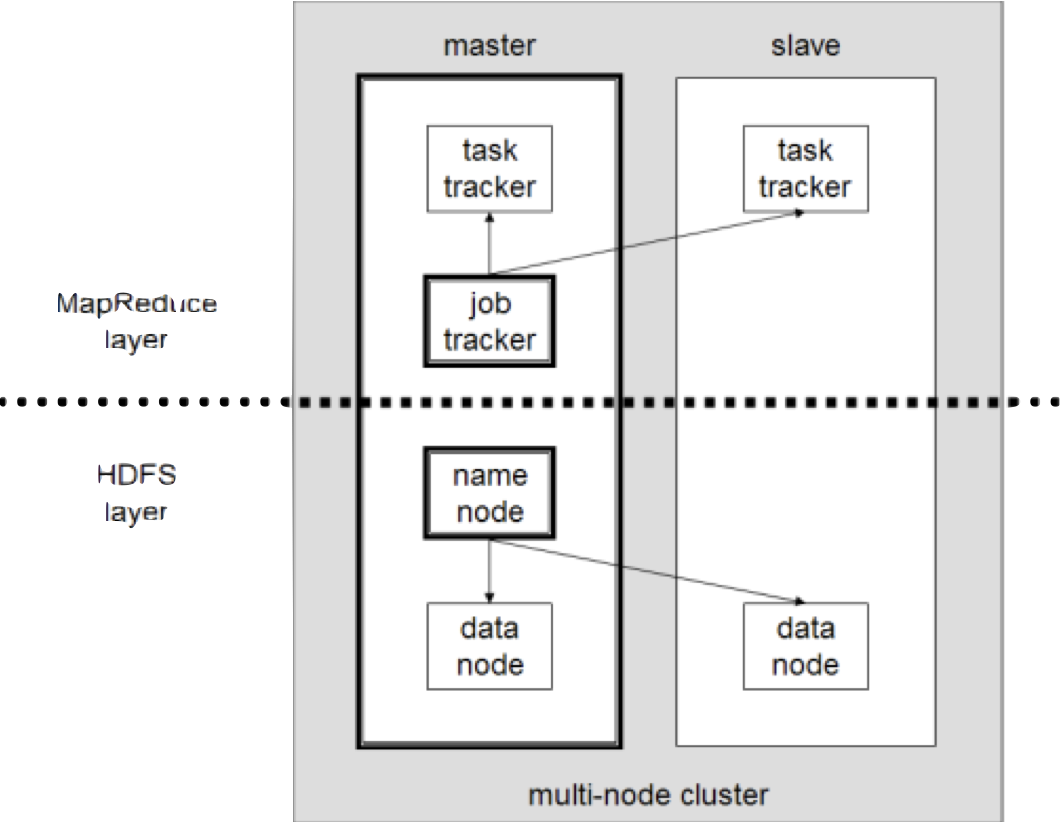 master
slave
task
tracker
task
tracker
MapReduce
layer
job
tracker
HDFS
layer
name
node
data
node
data
node
multi-node cluster